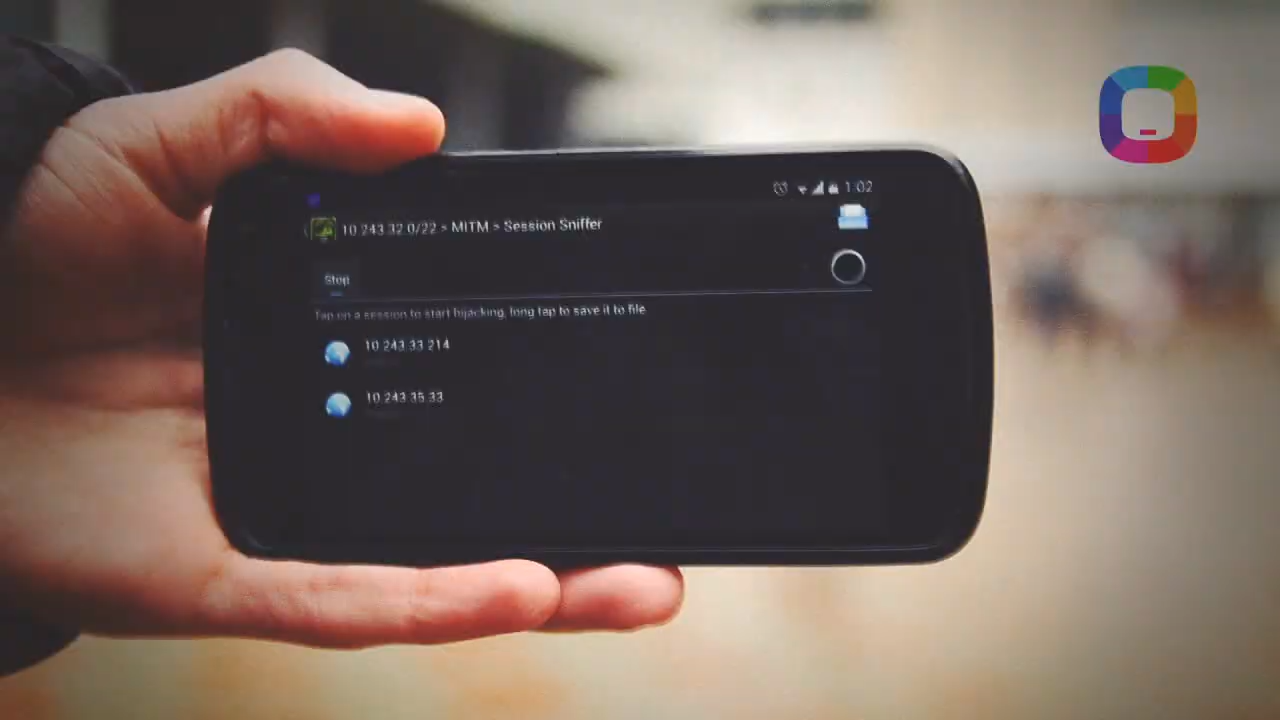 1:02
10.243.32.0/22 > MITM > Session Sniffer
Stop
Tap on a session to start hijacking, long tap to save it to file
10.243.33.214
10.243.35.33